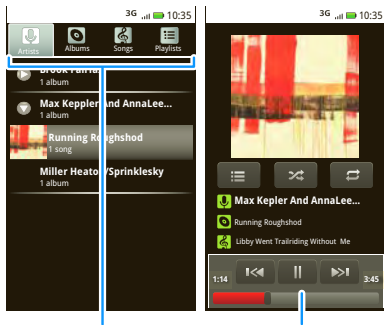 3G 10:35
Artists Albums Songs Playlists
1 album
Max Keppler And AnnaLee...
1 album
Running Roughshod
1 song
Miller Heaton/Sprinklesky
1 album
3G 10:35
Max Kepler And AnnaLee...
Running Roughshod
Libby Went Trailriding Without Me
1:14 3:45